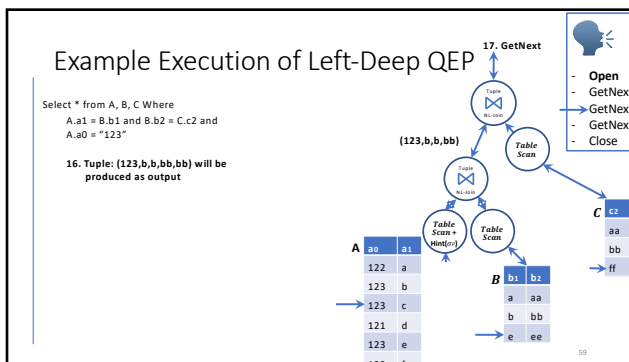 Example Execution of Left-Deep QEP
17. GetNext
Select * from A, B, C Where
A.a1 = B.b1 and B.b2 = C.c2 and
A.a0 = "123"
16. Tuple: (123,b,b,bb,bb) will be
produced as output
- Open
- GetNex
GetNex
- GetNex
- Close
Tuple
NL-Join
(123,b,b,bb)
Table
Scan
Tuple
NL-Join
Table
Scan +
Hint(σ
Table
Scan
C
c2
aa
bb
ff
A
a0 a1
122 a
123 b
123 c
121 d
123 e
B
b1 b2
a aa
b bb
e ee
59